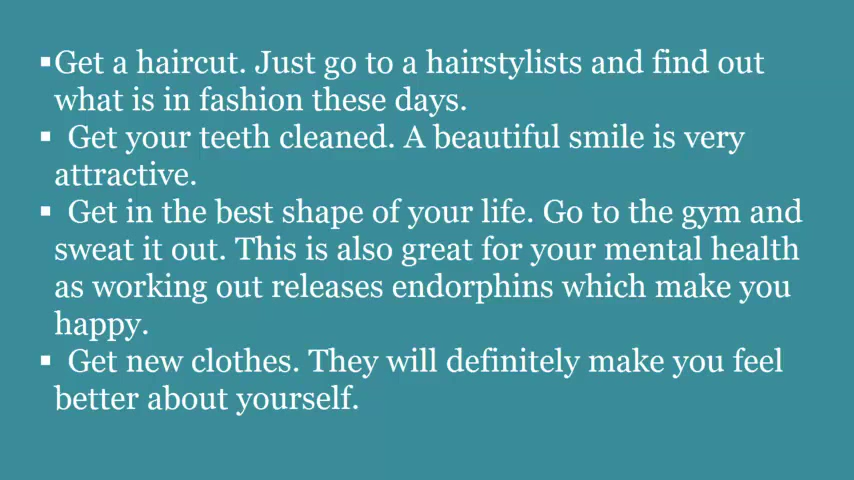 ▪Get a haircut. Just go to a hairstylists and find out
what is in fashion these days.
▪ Get your teeth cleaned. A beautiful smile is very
attractive.
▪ Get in the best shape of your life. Go to the gym and
sweat it out. This is also great for your mental health
as working out releases endorphins which make you
happy.
▪ Get new clothes. They will definitely make you feel
better about yourself.